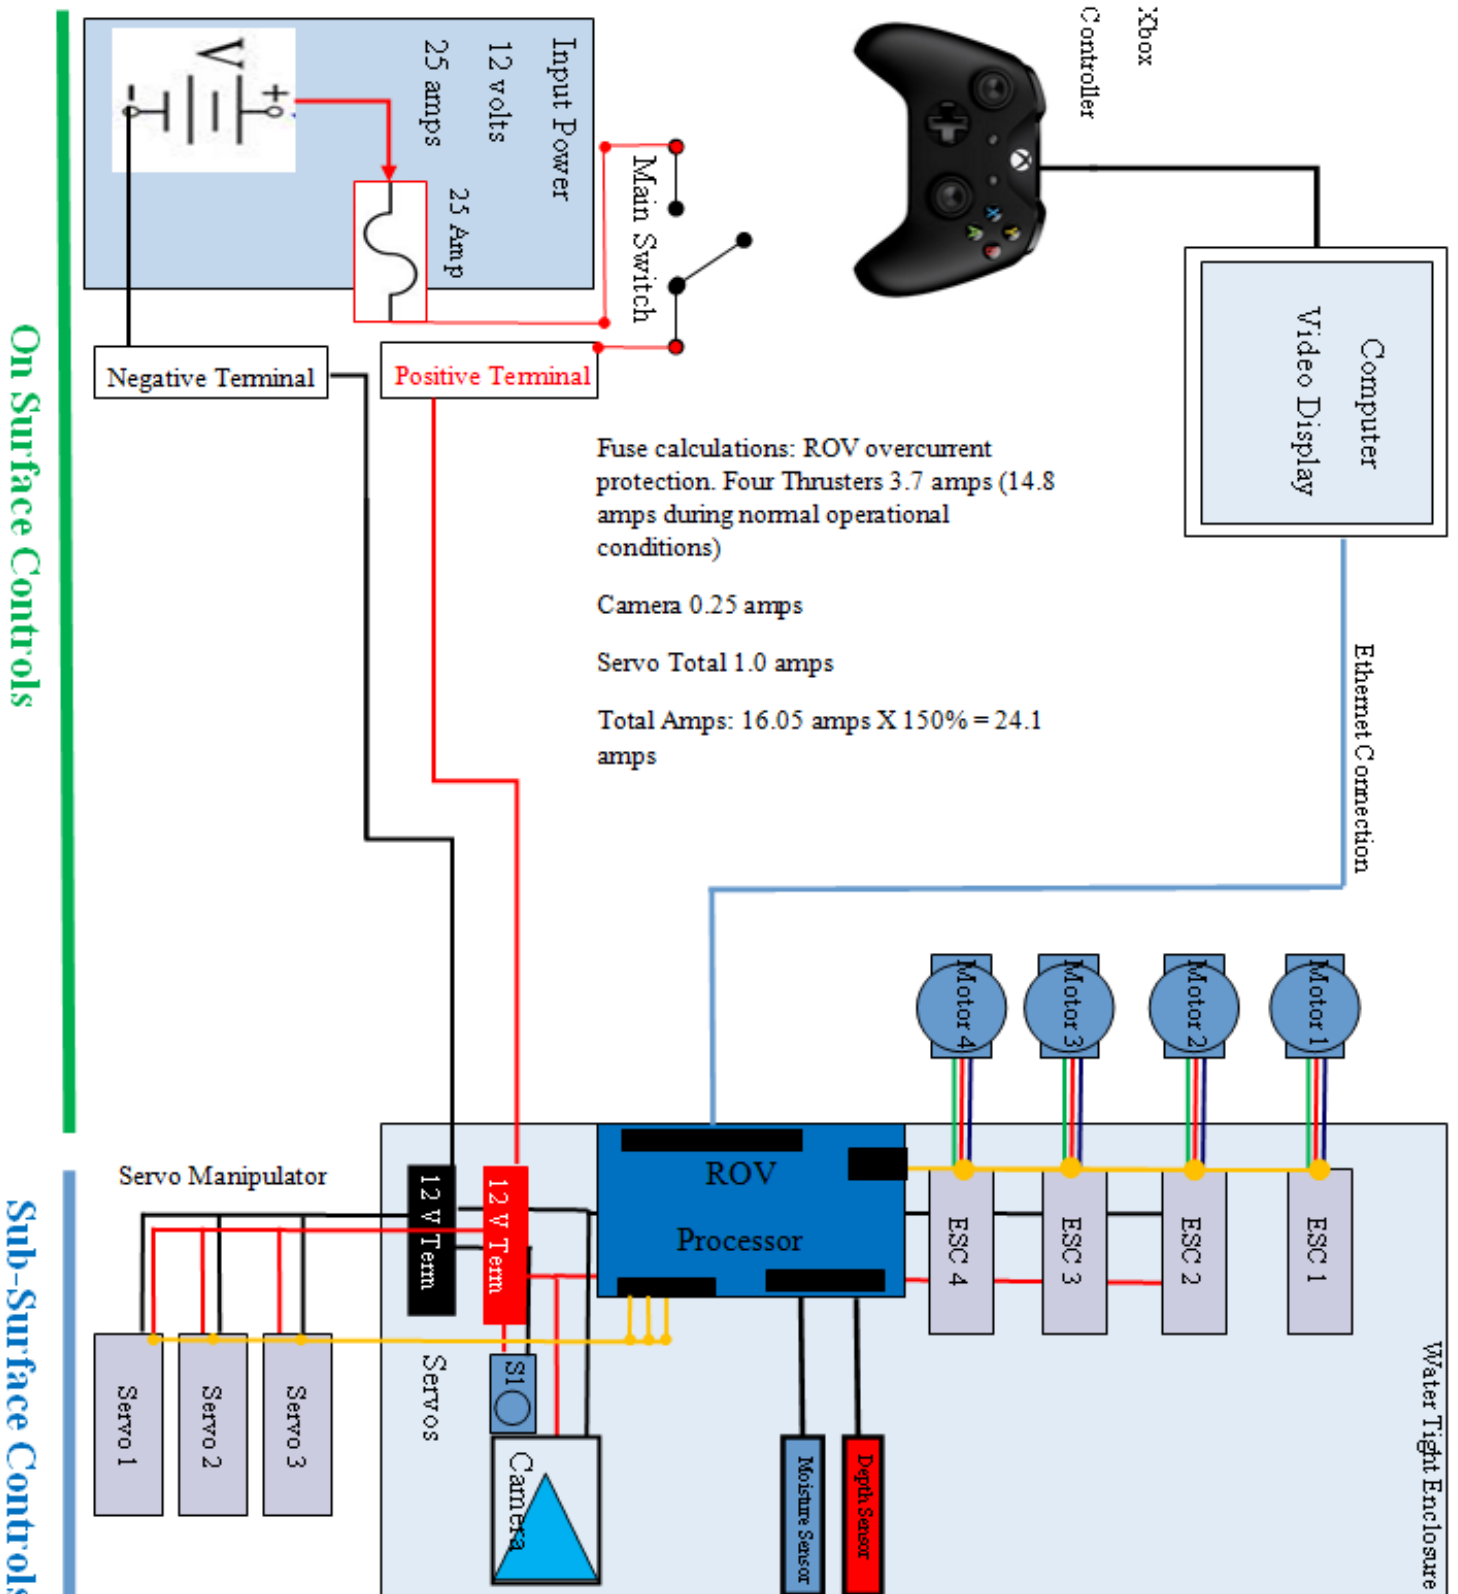 Xbox
Controller
Input Power
12 volts
25 amps
25 Amp
V
+
-
Main Switch
Computer
Video Display
Negative Terminal
Positive Terminal
Fuse calculations: ROV overcurrent
protection. Four Thrusters 3.7 amps (14.8
amps during normal operational
conditions)
Camera 0.25 amps
Servo Total 1.0 amps
Total Amps: 16.05 amps X 150% = 24.1
amps
Ethernet Connection
On Surface Controls
Motor 4
Motor 3
Motor 2
Motor 1
Servo Manipulator
12 V Term
12 V Term
ROV
Processor
ESC 4
ESC 3
ESC 2
ESC 1
Water Tight Enclosure
Servos
S1
Camera
Moisture Sensor
Depth Sensor
Servo 1
Servo 2
Servo 3
Sub-Surface Controls
X
Y
A